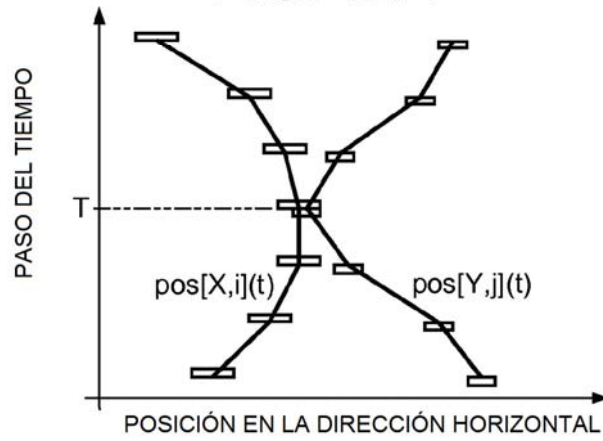 PASO DEL TIEMPO
T
pos[X,i](t)
pos[Y,j](t)
POSICIÓN EN LA DIRECCIÓN HORIZONTAL